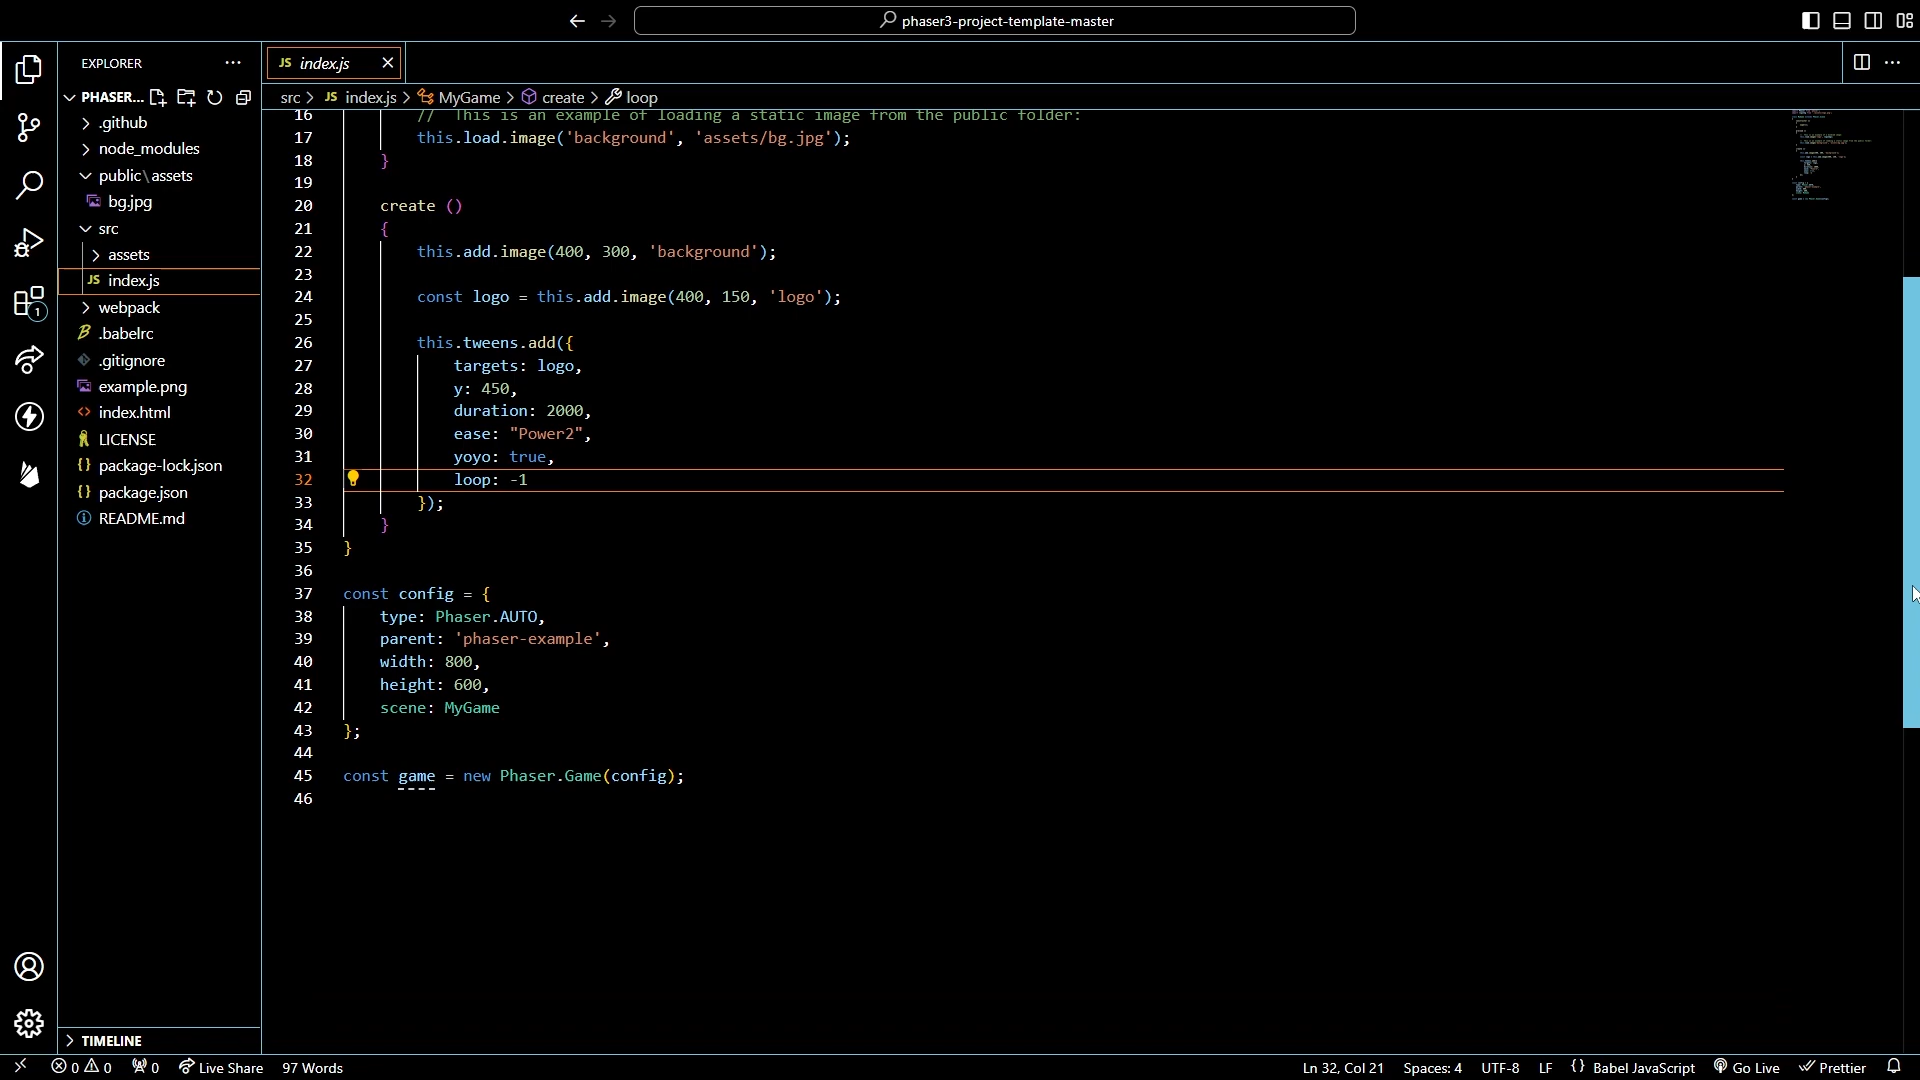 phaser3-project-template-master
EXPLORER
JS index.js
PHASER...
src > JS index.js > MyGame > create > loop
.github
node_modules
public\assets
bg.jpg
src
assets
JS index.js
webpack
.babelrc
.gitignore
example.png
index.html
LICENSE
package-lock.json
package.json
README.md
TIMELINE
1
16 // This is an example of loading a static image from the public folder:
17 this.load.image('background', 'assets/bg.jpg');
18 }
19
20 create ()
21 {
22 this.add.image(400, 300, 'background');
23
24 const logo = this.add.image(400, 150, 'logo');
25
26 this.tweens.add({
27 targets: logo,
28 y: 450,
29 duration: 2000,
30 ease: "Power2",
31 yoyo: true,
32 loop: -1
33 });
34 }
35 }
36
37 const config = {
38 type: Phaser.AUTO,
39 parent: 'phaser-example',
40 width: 800,
41 height: 600,
42 scene: MyGame
43 };
44
45 const game = new Phaser.Game(config);
46
0 0 0 Live Share 97 Words Ln 32, Col 21 Spaces: 4 UTF-8 LF {} Babel JavaScript Go Live Prettier